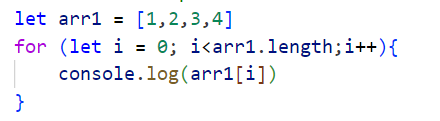 let arr1 = [1,2,3,4]
for (let i = 0; i<arr1.length;i++){
    console.log(arr1[i])
}